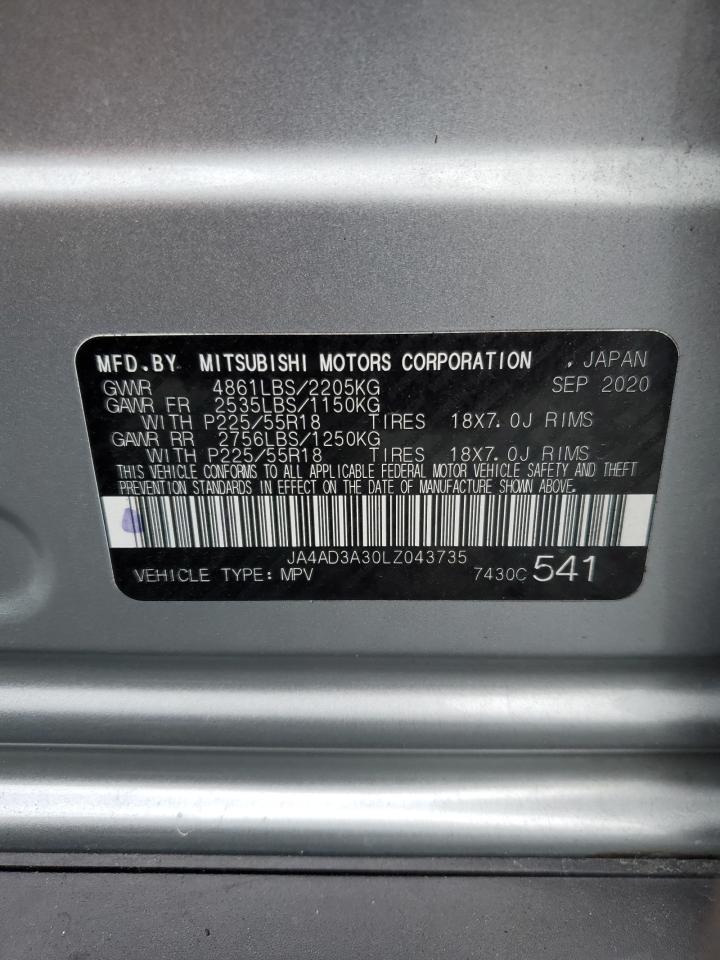 MFD.BY MITSUBISHI MOTORS CORPORATION , JAPAN
GVWR 4861LBS/2205KG SEP 2020
GAWR FR 2535LBS/1150KG
WITH P225/55R18 TIRES 18X7.0J RIMS
GAWR RR 2756LBS/1250KG
WITH P225/55R18 TIRES 18X7.0J RIMS
THIS VEHICLE CONFORMS TO ALL APPLICABLE FEDERAL MOTOR VEHICLE SAFETY AND THEFT
PREVENTION STANDARDS IN EFFECT ON THE DATE OF MANUFACTURE SHOWN ABOVE.
JA4AD3A30LZ043735
VEHICLE TYPE: MPV 7430C 541